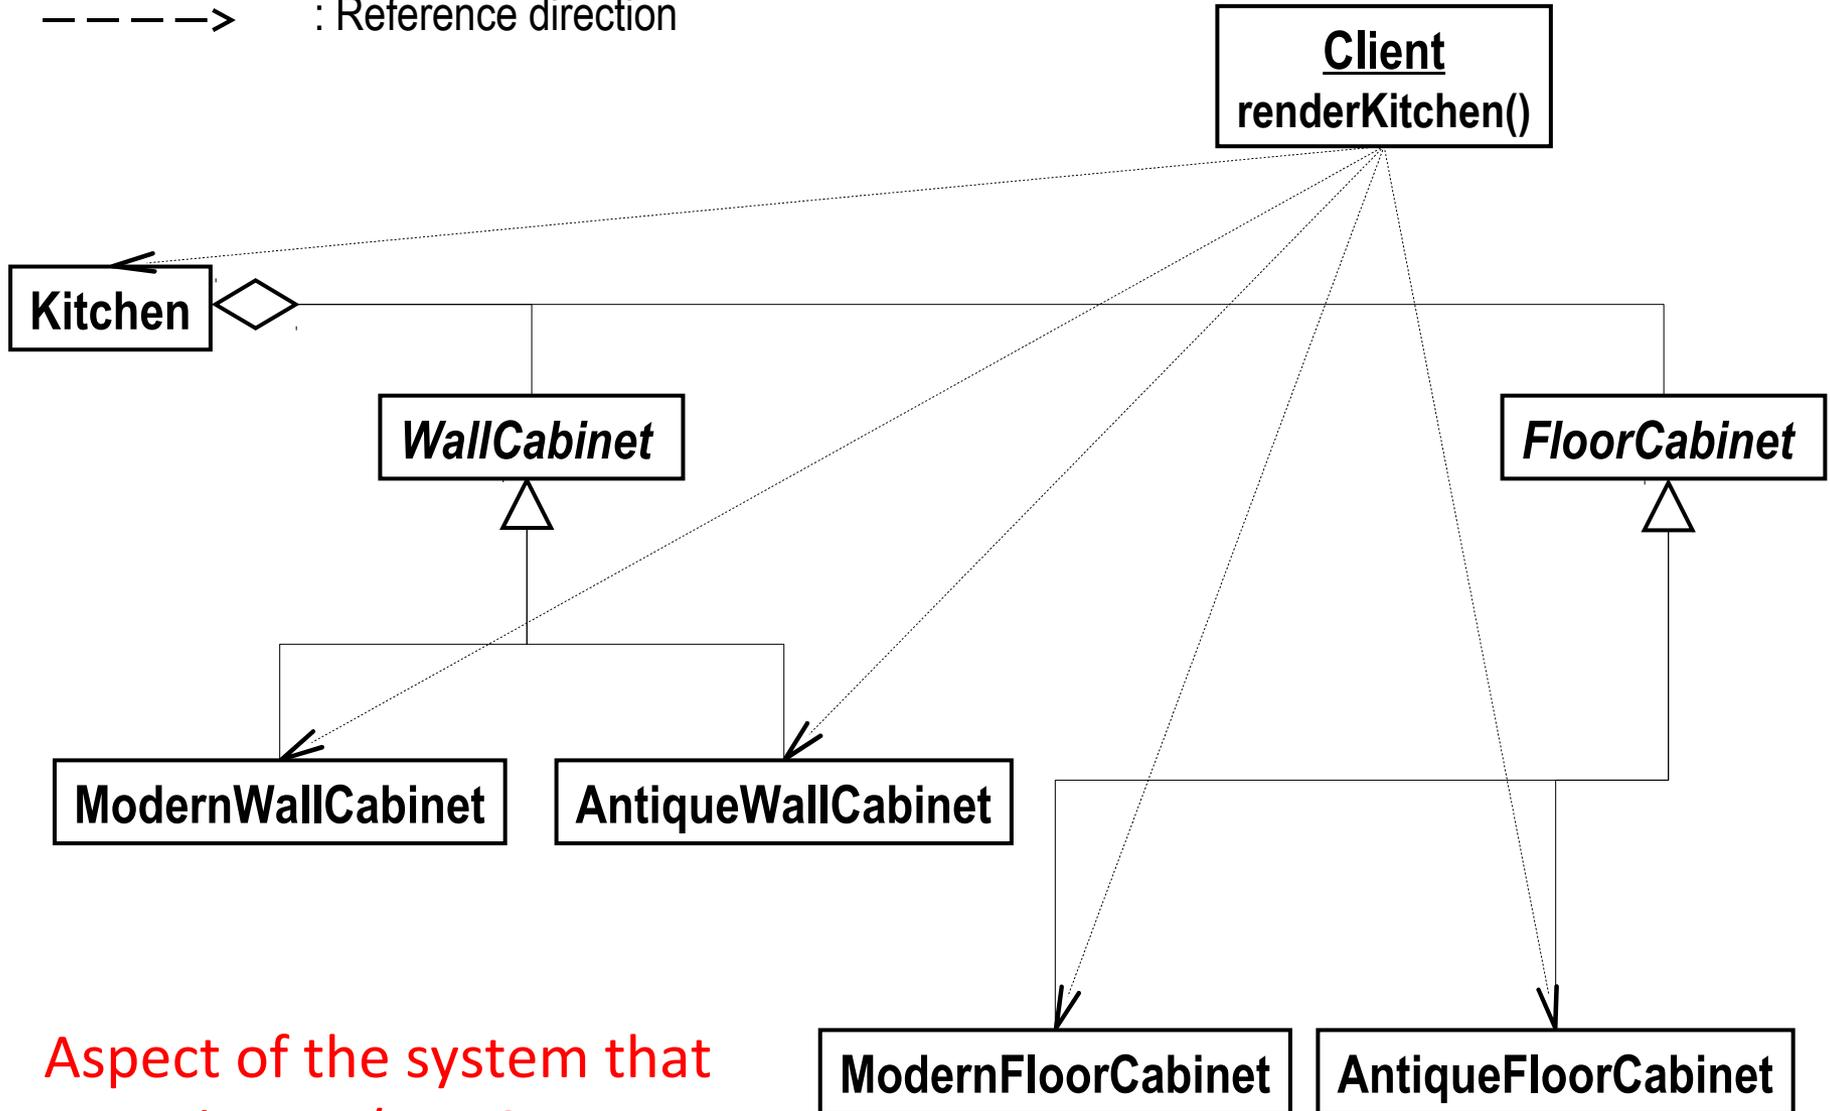 : Reference direction
Client
renderKitchen()
Kitchen
WallCabinet
FloorCabinet
ModernWallCabinet
AntiqueWallCabinet
Aspect of the system that
ModernFloorCabinet
AntiqueFloorCabinet